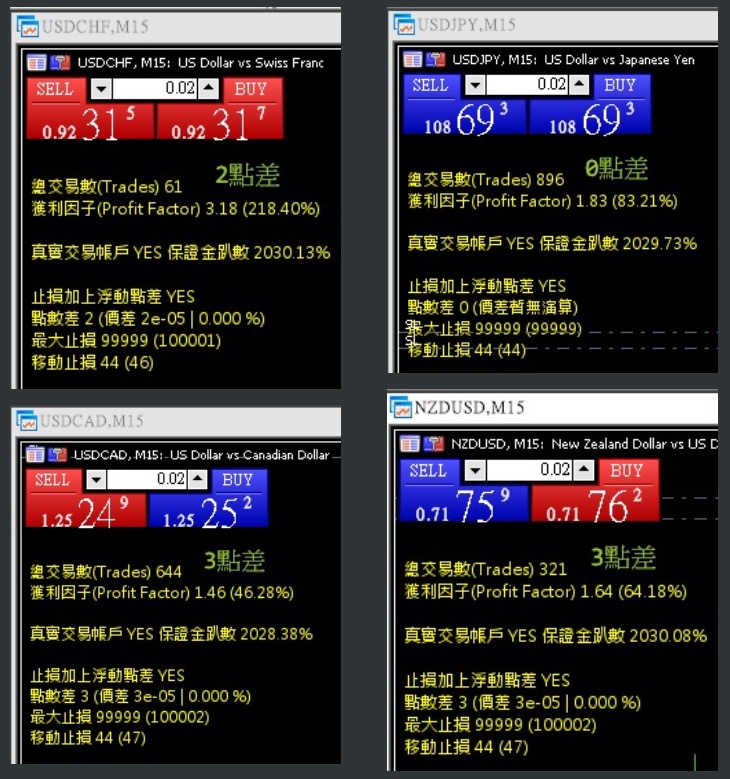 USDCHF,M15
USDCHF, M15: US Dollar vs Swiss Franc
SELL 0.02 BUY
0.92 31 5 0.92 31 7
2點差
總交易數(Trades) 61
獲利因子(Profit Factor) 3.18 (218.40%)
真實交易帳戶 YES 保證金趴數 2030.13%
止損加上浮動點差 YES
點數差 2 (價差 2e-05 | 0.000 %)
最大止損 99999 (100001)
移動止損 44 (46)
USDJPY,M15
USDJPY, M15: US Dollar vs Japanese Yen
SELL 0.02 BUY
108 69 3 108 69 3
0點差
總交易數(Trades) 896
獲利因子(Profit Factor) 1.83 (83.21%)
真實交易帳戶 YES 保證金趴數 2029.73%
止損加上浮動點差 YES
點數差 0 (價差暫無演算)
最大止損 99999 (99999)
移動止損 44 (44)
USDCAD,M15
USDCAD, M15: US Dollar vs Canadian Dollar
SELL 0.02 BUY
1.25 24 9 1.25 25 2
3點差
總交易數(Trades) 644
獲利因子(Profit Factor) 1.46 (46.28%)
真實交易帳戶 YES 保證金趴數 2028.38%
止損加上浮動點差 YES
點數差 3 (價差 3e-05 | 0.000 %)
最大止損 99999 (100002)
移動止損 44 (47)
NZDUSD,M15
NZDUSD, M15: New Zealand Dollar vs US D
SELL 0.02 BUY
0.71 75 9 0.71 76 2
3點差
總交易數(Trades) 321
獲利因子(Profit Factor) 1.64 (64.18%)
真實交易帳戶 YES 保證金趴數 2030.08%
止損加上浮動點差 YES
點數差 3 (價差 3e-05 | 0.000 %)
最大止損 99999 (100002)
移動止損 44 (47)